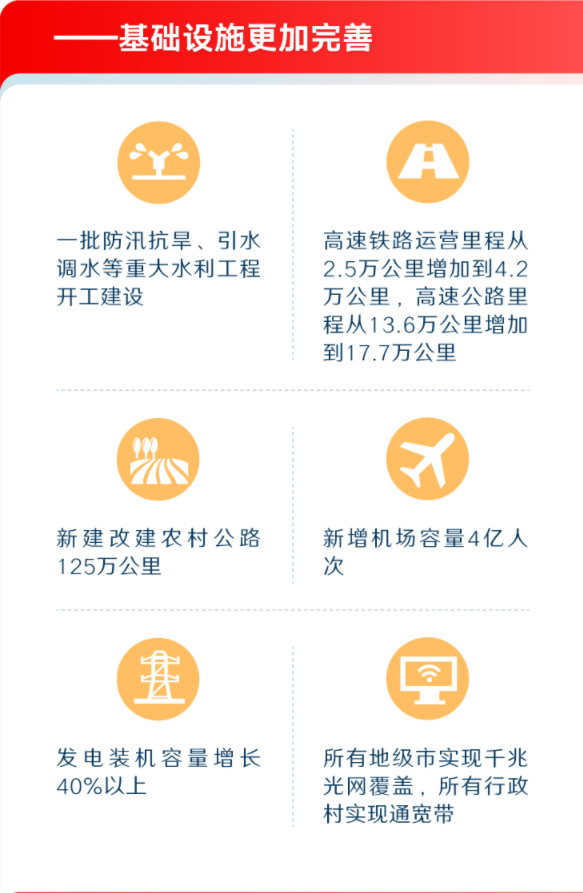 ——基础设施更加完善
一批防汛抗旱、引水
调水等重大水利工程
开工建设
高速铁路运营里程从
2.5万公里增加到4.2
万公里，高速公路里
程从13.6万公里增加
到17.7万公里
新建改建农村公路
125万公里
新增机场容量4亿人
次
发电装机容量增长
40%以上
所有地级市实现千兆
光网覆盖，所有行政
村实现通宽带